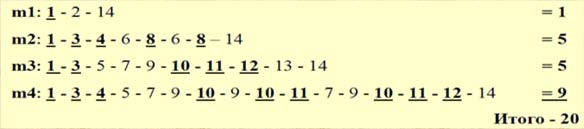 m1: 1 - 2 - 14 = 1
m2: 1 - 3 - 4 - 6 - 8 - 6 - 8 – 14 = 5
m3: 1 - 3 - 5 - 7 - 9 - 10 - 11 - 12 - 13 - 14 = 5
m4: 1 - 3 - 4 - 5 - 7 - 9 - 10 - 9 - 10 - 11 - 7 - 9 - 10 - 11 - 12 - 14 = 9
Итого - 20